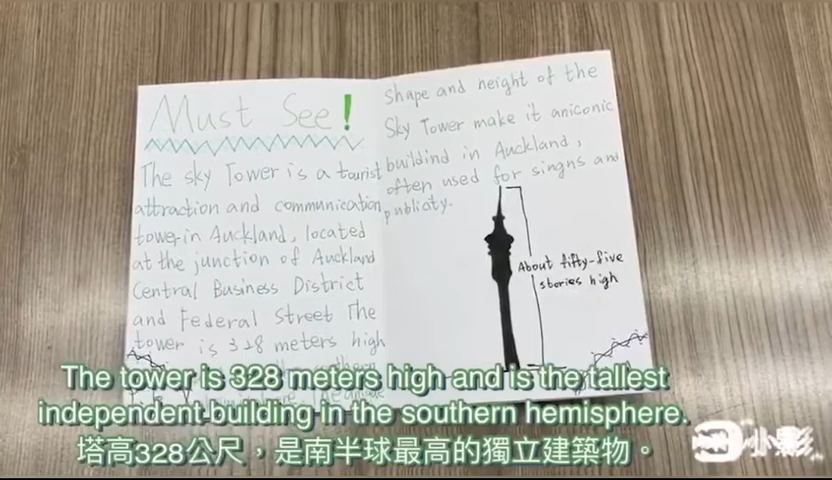 Must See!
The sky Tower is a tourist
attraction and communication
tower in Auckland, located
at the junction of Auckland
Central Business District
and Federal Street The
tower is 328 meters high
shape and height of the
Sky Tower make it aniconic
buildind in Auckland,
often used for singns and
publiaty.
About fifty-five
stories high
The tower is 328 meters high and is the tallest
independent building in the southern hemisphere.
塔高328公尺，是南半球最高的獨立建築物。
小影